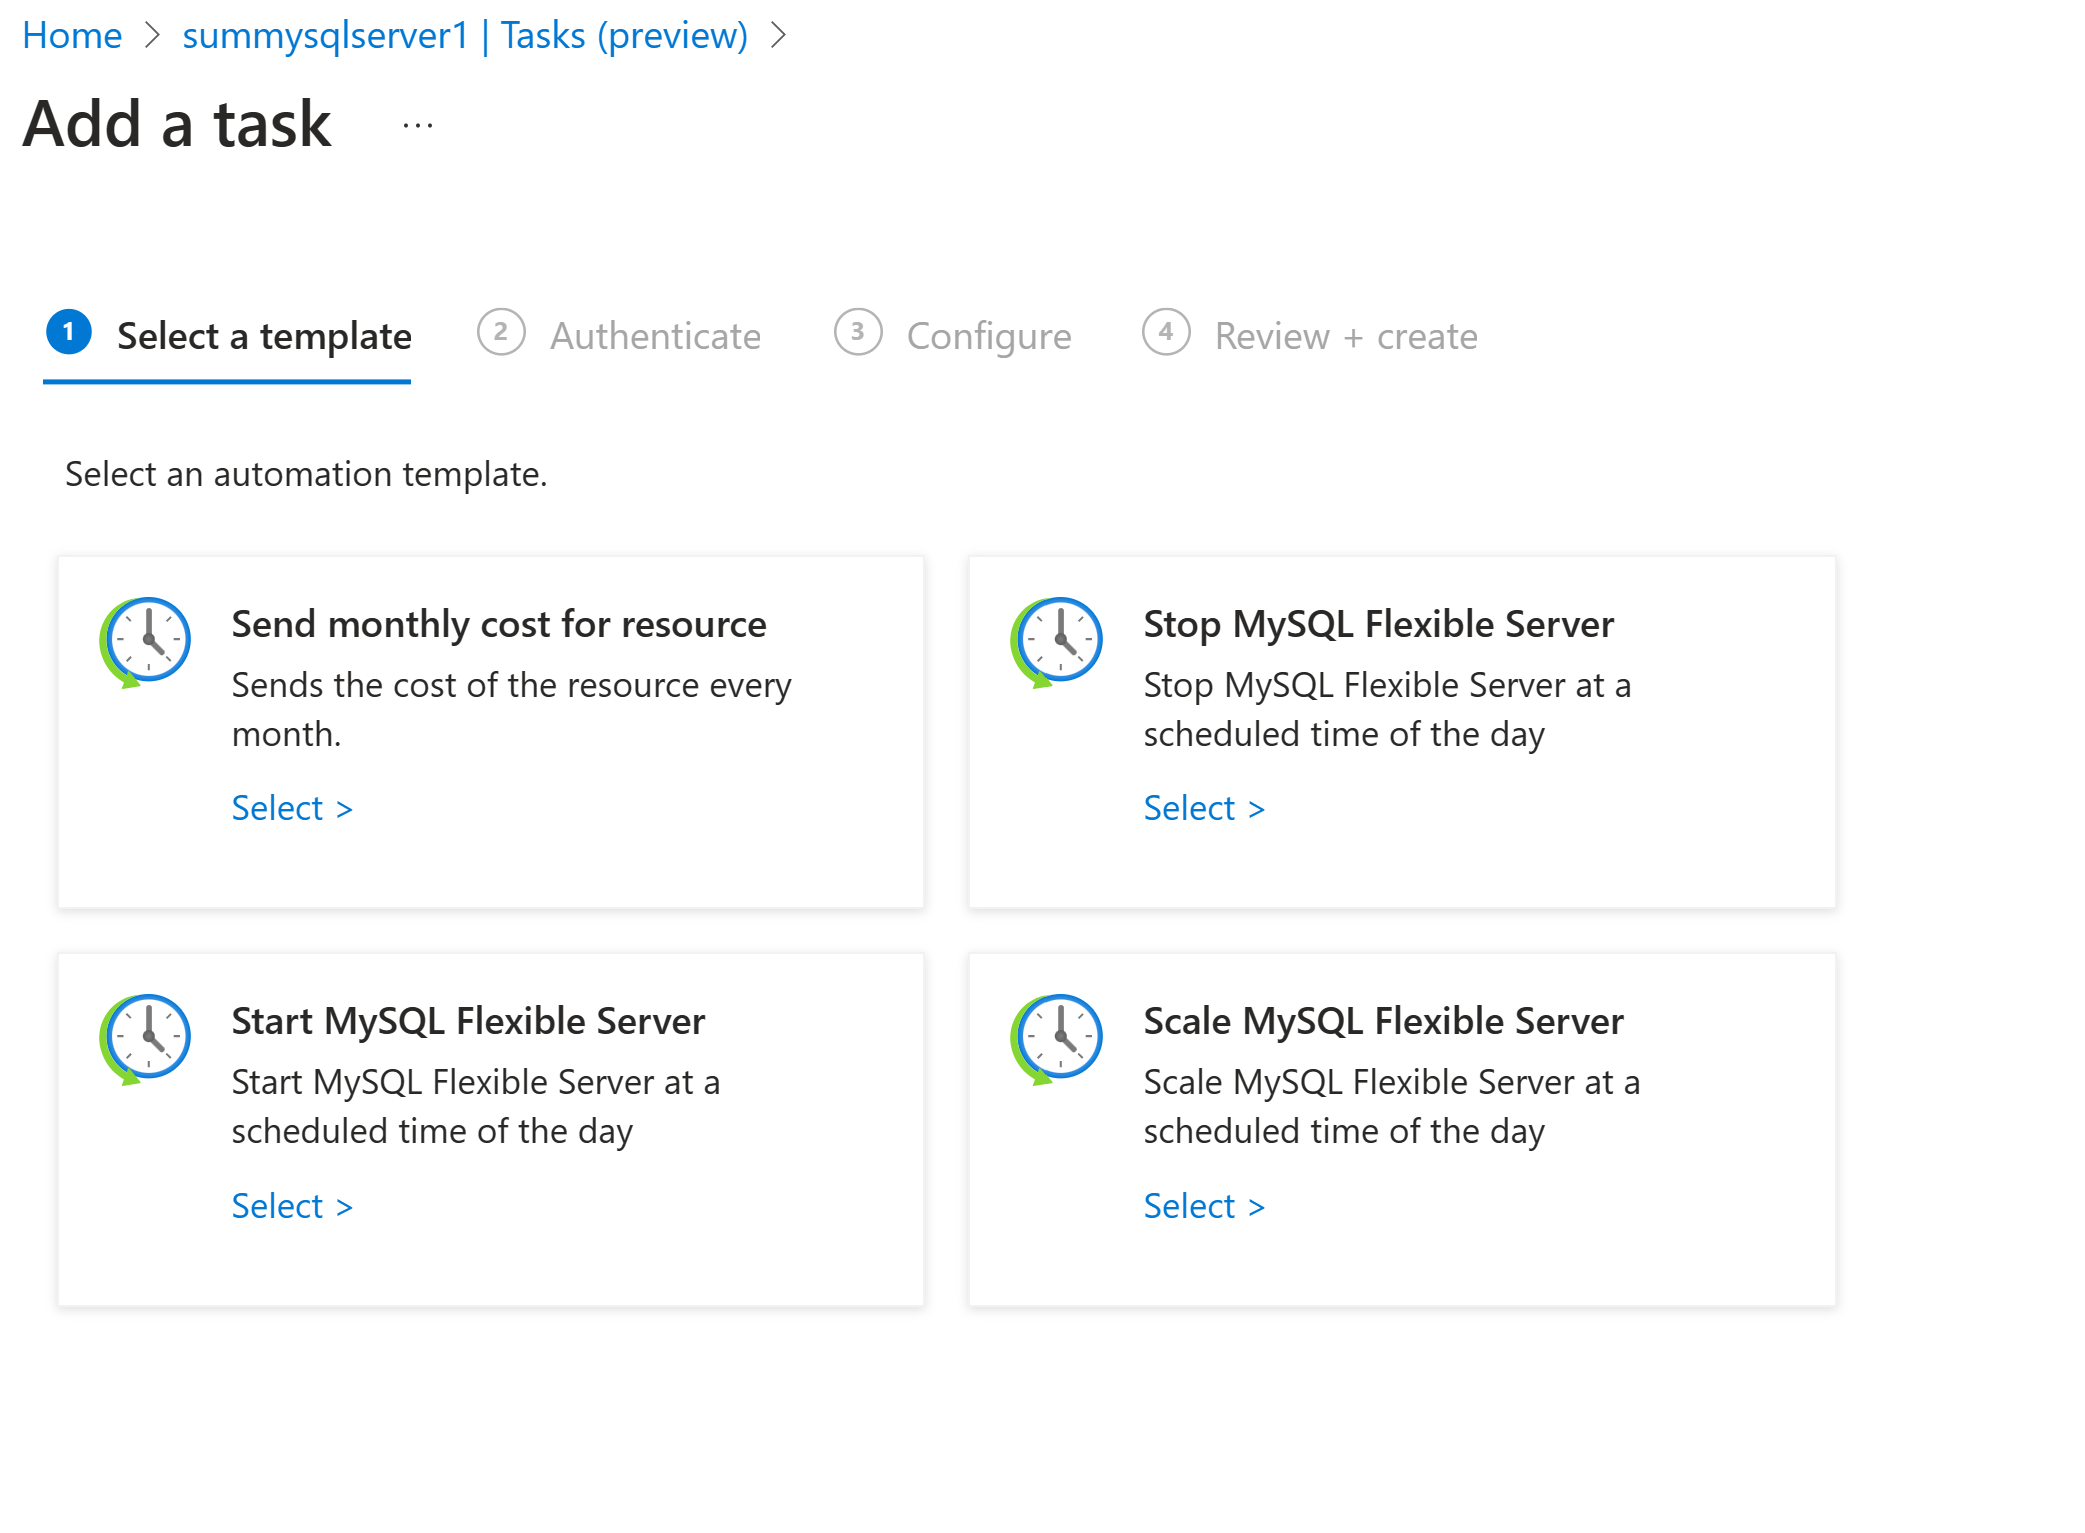 Home > summysqlserver1 | Tasks (preview) >
Add a task ...
1 Select a template 2 Authenticate 3 Configure 4 Review + create
Select an automation template.
Send monthly cost for resource
Sends the cost of the resource every
month.
Select >
Stop MySQL Flexible Server
Stop MySQL Flexible Server at a
scheduled time of the day
Select >
Start MySQL Flexible Server
Start MySQL Flexible Server at a
scheduled time of the day
Select >
Scale MySQL Flexible Server
Scale MySQL Flexible Server at a
scheduled time of the day
Select >